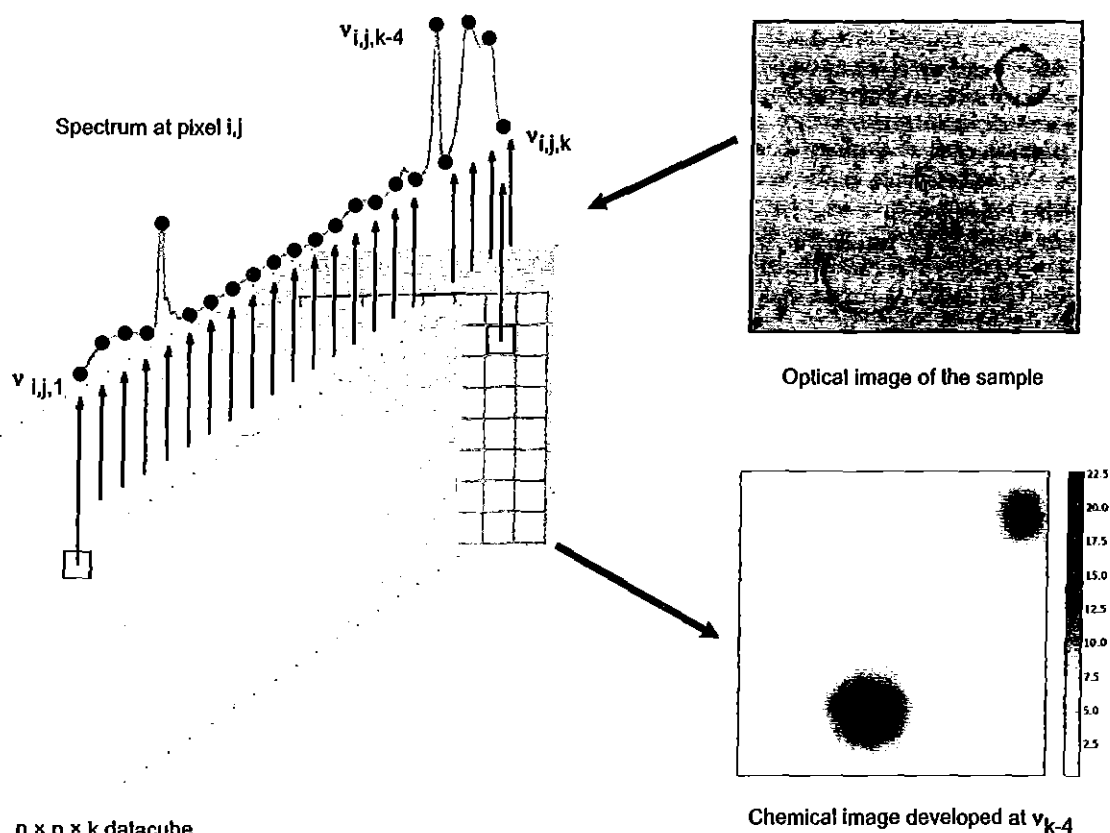 ν i,j,k-4
Spectrum at pixel i,j
ν i,j,k
ν i,j,1
Optical image of the sample
22.5
20.0
17.5
15.0
12.5
10.0
7.5
5.0
2.5
n × n × k datacube
Chemical image developed at ν k-4